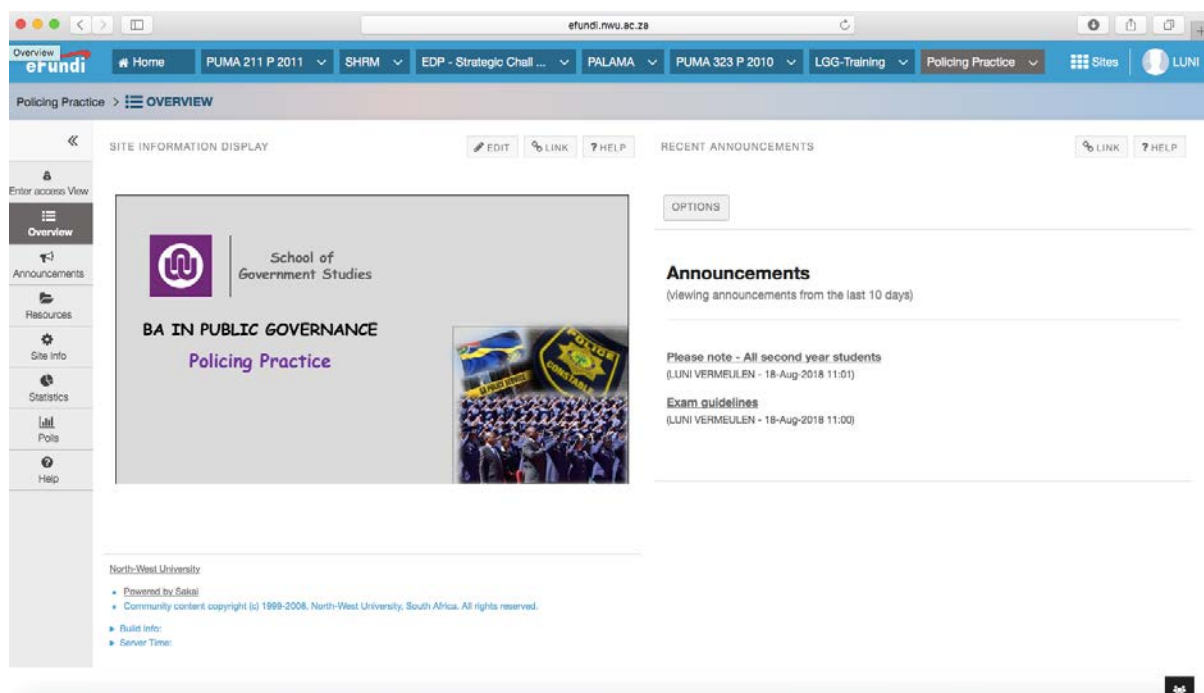 efundi.nwu.ac.za
Overview
eFundi
Home
PUMA 211 P 2011
SHRM
EDP - Strategic Chall ...
PALAMA
PUMA 323 P 2010
LGG-Training
Policing Practice
Sites
LUNI
Policing Practice > OVERVIEW
Enter access View
Overview
Announcements
Resources
Site Info
Statistics
Polls
Help
SITE INFORMATION DISPLAY
EDIT
LINK
? HELP
School of
Government Studies
BA IN PUBLIC GOVERNANCE
Policing Practice
POLICE
CONSTABLE
SA POLICE SERVICE
RECENT ANNOUNCEMENTS
LINK
? HELP
OPTIONS
Announcements
(viewing announcements from the last 10 days)
Please note - All second year students
(LUNI VERMEULEN - 18-Aug-2018 11:01)
Exam guidelines
(LUNI VERMEULEN - 18-Aug-2018 11:00)
North-West University
Powered by Sakai
Community content copyright (c) 1999-2008, North-West University, South Africa. All rights reserved.
Build Info:
Server Time: